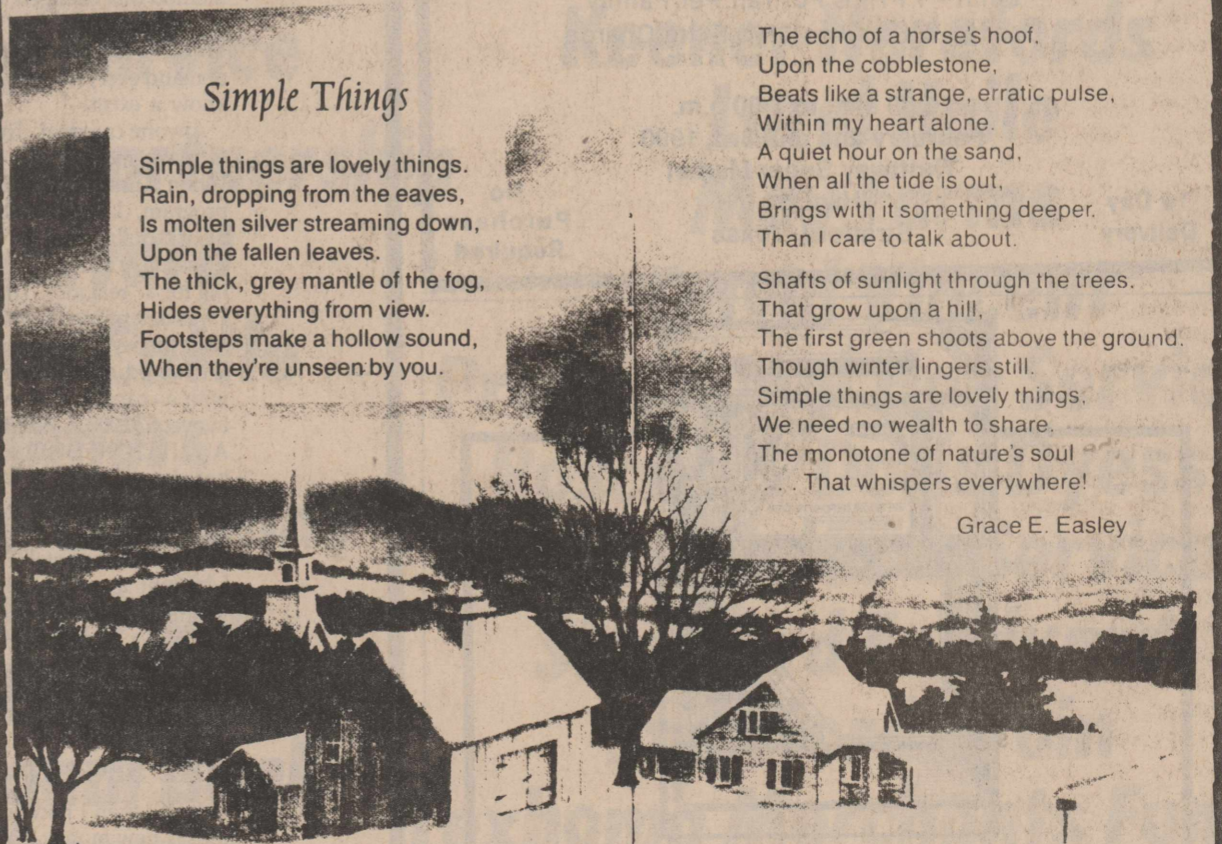 Simple Things
Simple things are lovely things.
Rain, dropping from the eaves,
Is molten silver streaming down,
Upon the fallen leaves.
The thick, grey mantle of the fog,
Hides everything from view.
Footsteps make a hollow sound,
When they're unseen by you.
The echo of a horse's hoof,
Upon the cobblestone,
Beats like a strange, erratic pulse,
Within my heart alone.
A quiet hour on the sand,
When all the tide is out,
Brings with it something deeper.
Than I care to talk about.
Shafts of sunlight through the trees.
That grow upon a hill,
The first green shoots above the ground.
Though winter lingers still.
Simple things are lovely things;
We need no wealth to share.
The monotone of nature's soul
. . . That whispers everywhere!
Grace E. Easley